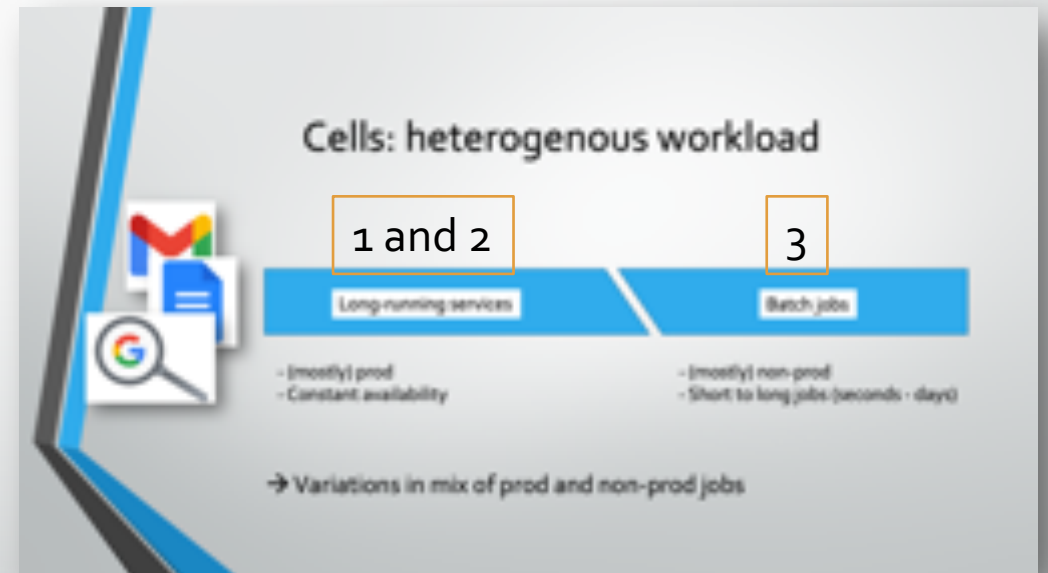 Cells: heterogenous workload
1 and 2
3
Long-running services
Batch jobs
- (mostly) prod
- Constant availability
- (mostly) non-prod
- Short to long jobs (seconds - days)
→ Variations in mix of prod and non-prod jobs